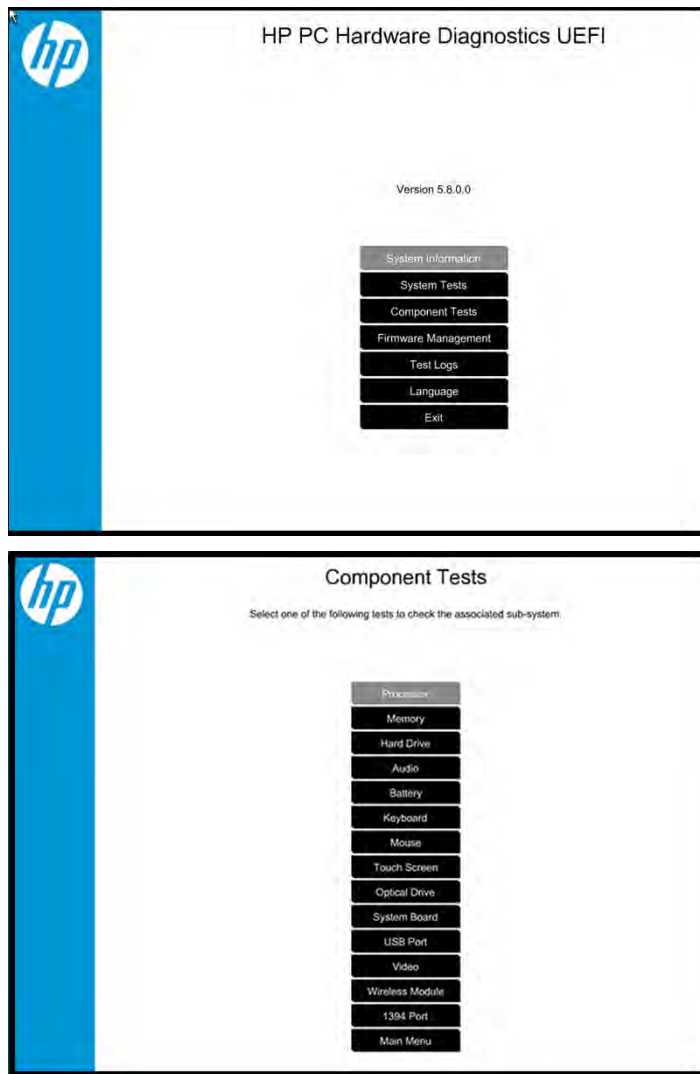 hp
HP PC Hardware Diagnostics UEFI
Version 5.8.0.0
System Information
System Tests
Component Tests
Firmware Management
Test Logs
Language
Exit
hp
Component Tests
Select one of the following tests to check the associated sub-system.
Processor
Memory
Hard Drive
Audio
Battery
Keyboard
Mouse
Touch Screen
Optical Drive
System Board
USB Port
Video
Wireless Module
1394 Port
Main Menu